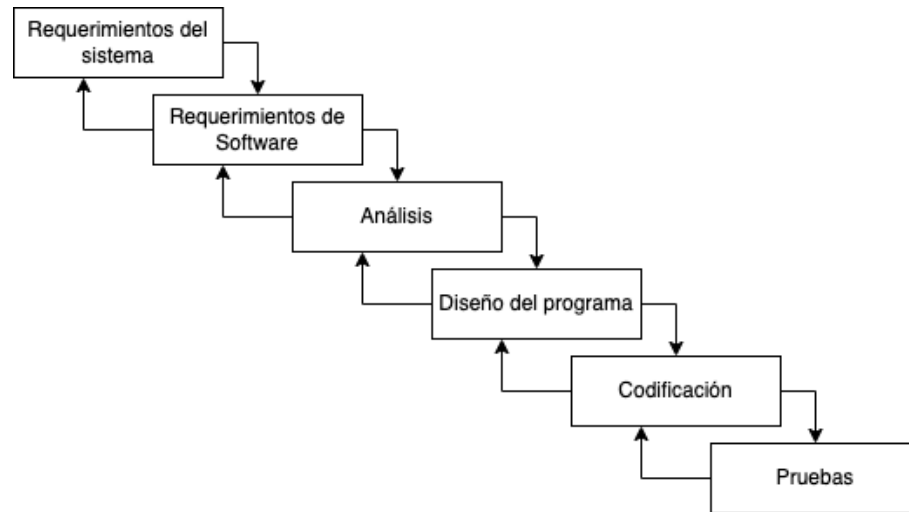 Requerimientos del
sistema
Requerimientos de
Software
Análisis
Diseño del programa
Codificación
Pruebas